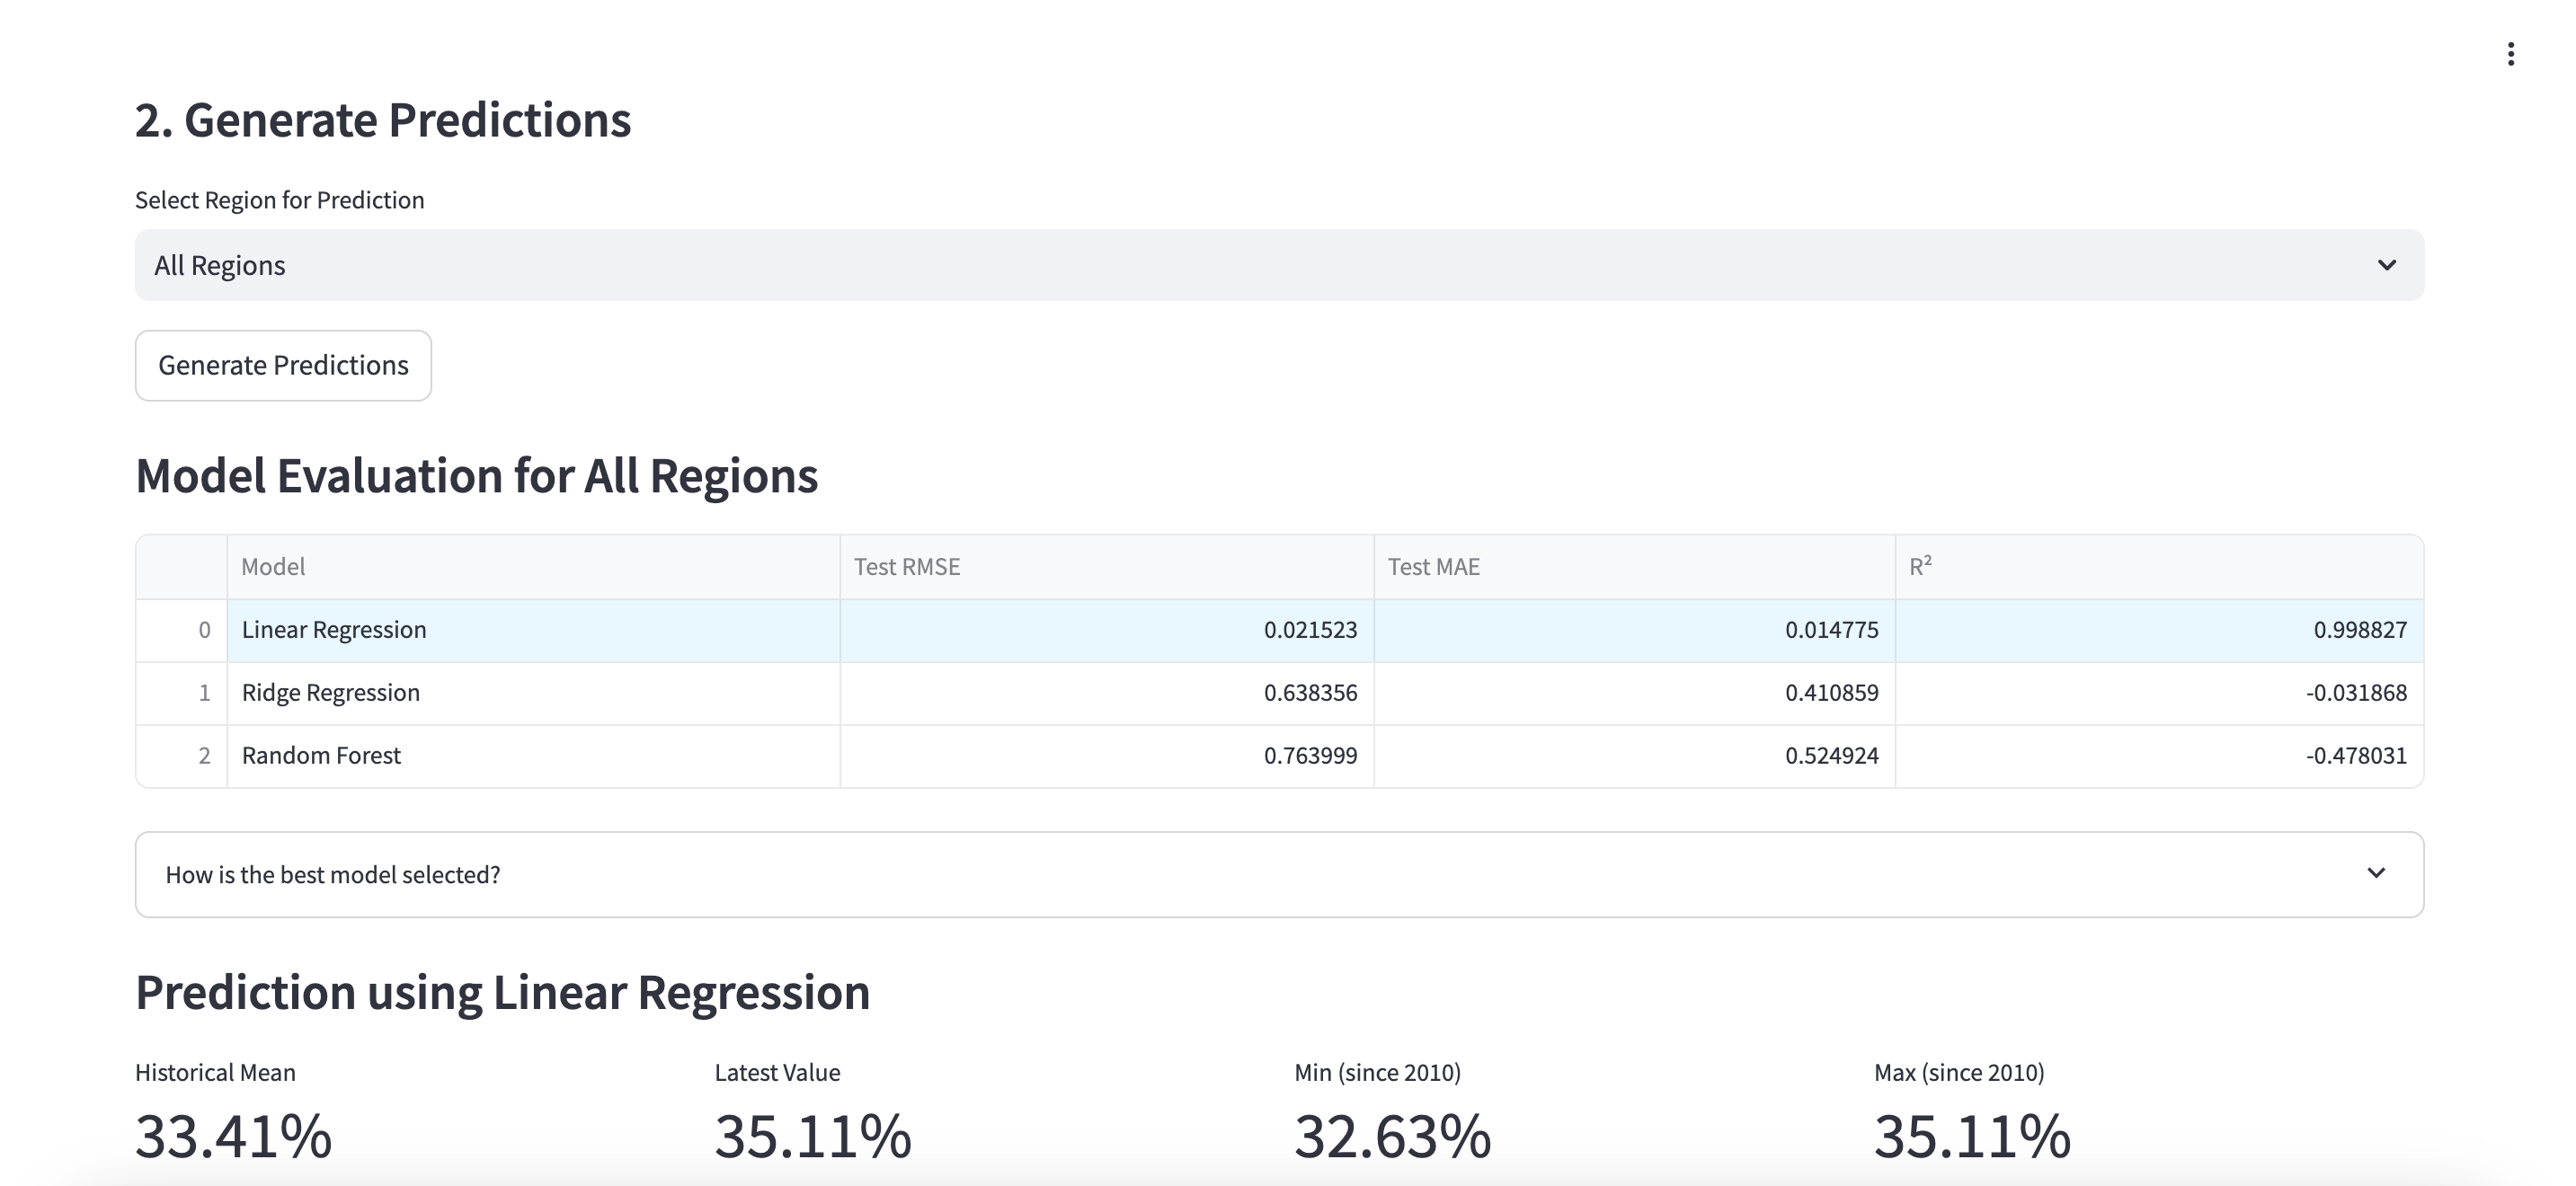 2. Generate Predictions
Select Region for Prediction
All Regions
Generate Predictions
Model Evaluation for All Regions
Model Test RMSE Test MAE R²
0 Linear Regression 0.021523 0.014775 0.998827
1 Ridge Regression 0.638356 0.410859 -0.031868
2 Random Forest 0.763999 0.524924 -0.478031
How is the best model selected?
Prediction using Linear Regression
Historical Mean Latest Value Min (since 2010) Max (since 2010)
33.41% 35.11% 32.63% 35.11%